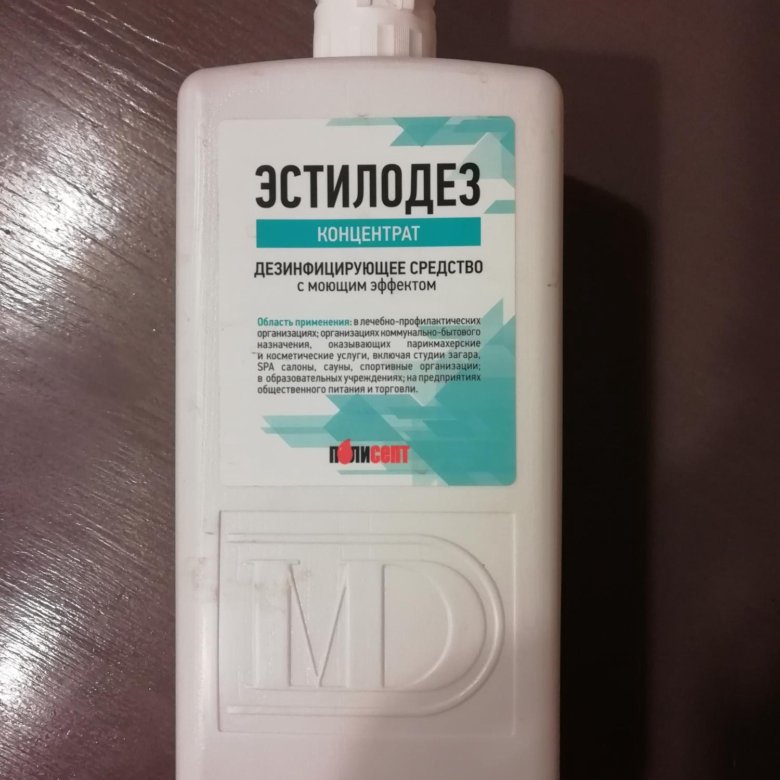 ЭСТИЛОДЕЗ
КОНЦЕНТРАТ
ДЕЗИНФИЦИРУЮЩЕЕ СРЕДСТВО
С МОЮЩИМ ЭФФЕКТОМ
Область применения: в лечебно-профилактических
организациях; организациях коммунально-бытового
назначения, оказывающих парикмахерские
и косметические услуги, включая студии загара,
SPA салоны, сауны, спортивные организации;
в образовательных учреждениях; на предприятиях
общественного питания и торговли.
ПОЛИСЕПТ
MD